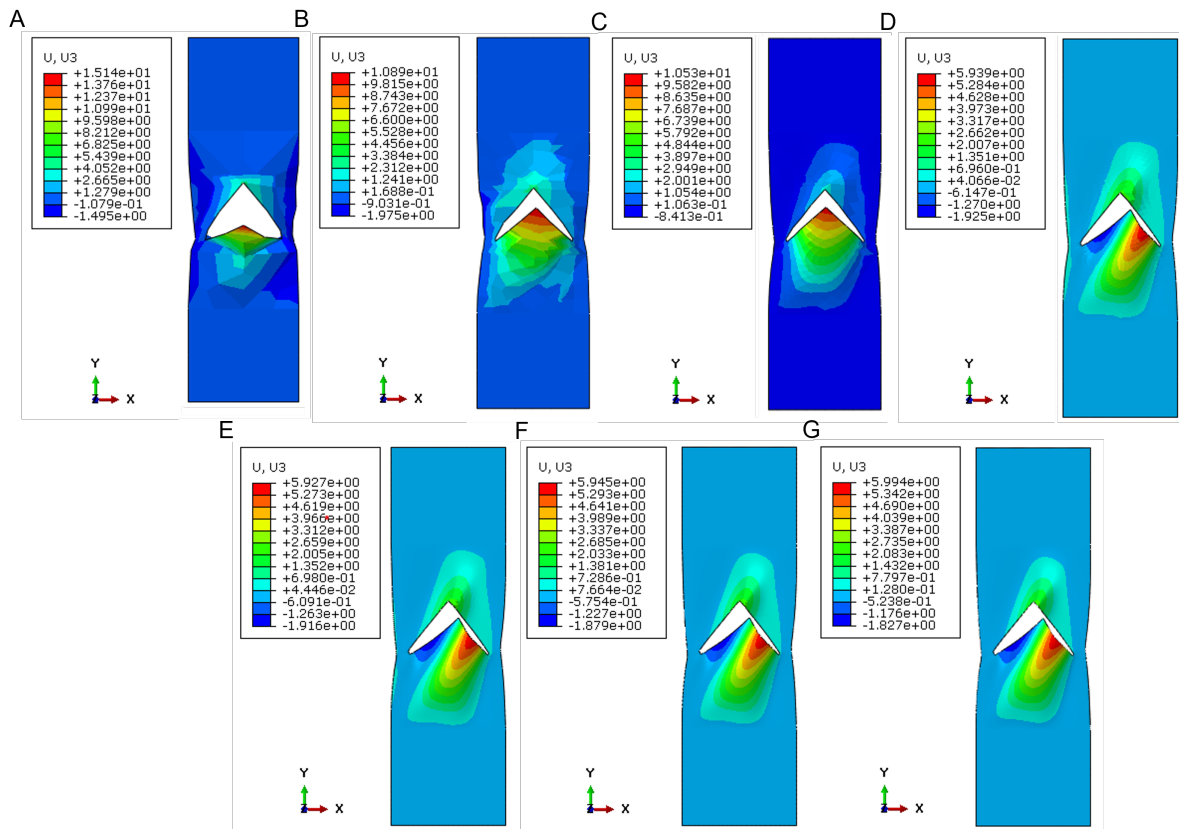 A
U, U3
+1.514e+01
+1.376e+01
+1.237e+01
+1.099e+01
+9.598e+00
+8.212e+00
+6.825e+00
+5.439e+00
+4.052e+00
+2.665e+00
+1.279e+00
-1.079e-01
-1.495e+00
Y
Z
X
B
U, U3
+1.089e+01
+9.815e+00
+8.743e+00
+7.672e+00
+6.600e+00
+5.528e+00
+4.456e+00
+3.384e+00
+2.312e+00
+1.241e+00
+1.688e-01
-9.031e-01
-1.975e+00
Y
Z
X
C
U, U3
+1.053e+01
+9.582e+00
+8.635e+00
+7.687e+00
+6.739e+00
+5.792e+00
+4.844e+00
+3.897e+00
+2.949e+00
+2.001e+00
+1.054e+00
+1.063e-01
-8.413e-01
Y
Z
X
D
U, U3
+5.939e+00
+5.284e+00
+4.628e+00
+3.973e+00
+3.317e+00
+2.662e+00
+2.007e+00
+1.351e+00
+6.960e-01
+4.066e-02
-6.147e-01
-1.270e+00
-1.925e+00
Y
Z
X
E
U, U3
+5.927e+00
+5.273e+00
+4.619e+00
+3.966e+00
+3.312e+00
+2.659e+00
+2.005e+00
+1.352e+00
+6.980e-01
+4.446e-02
-6.091e-01
-1.263e+00
-1.916e+00
Y
Z
X
F
U, U3
+5.945e+00
+5.293e+00
+4.641e+00
+3.989e+00
+3.337e+00
+2.685e+00
+2.033e+00
+1.381e+00
+7.286e-01
+7.664e-02
-5.754e-01
-1.227e+00
-1.879e+00
Y
Z
X
G
U, U3
+5.994e+00
+5.342e+00
+4.690e+00
+4.039e+00
+3.387e+00
+2.735e+00
+2.083e+00
+1.432e+00
+7.797e-01
+1.280e-01
-5.238e-01
-1.176e+00
-1.827e+00
Y
Z
X